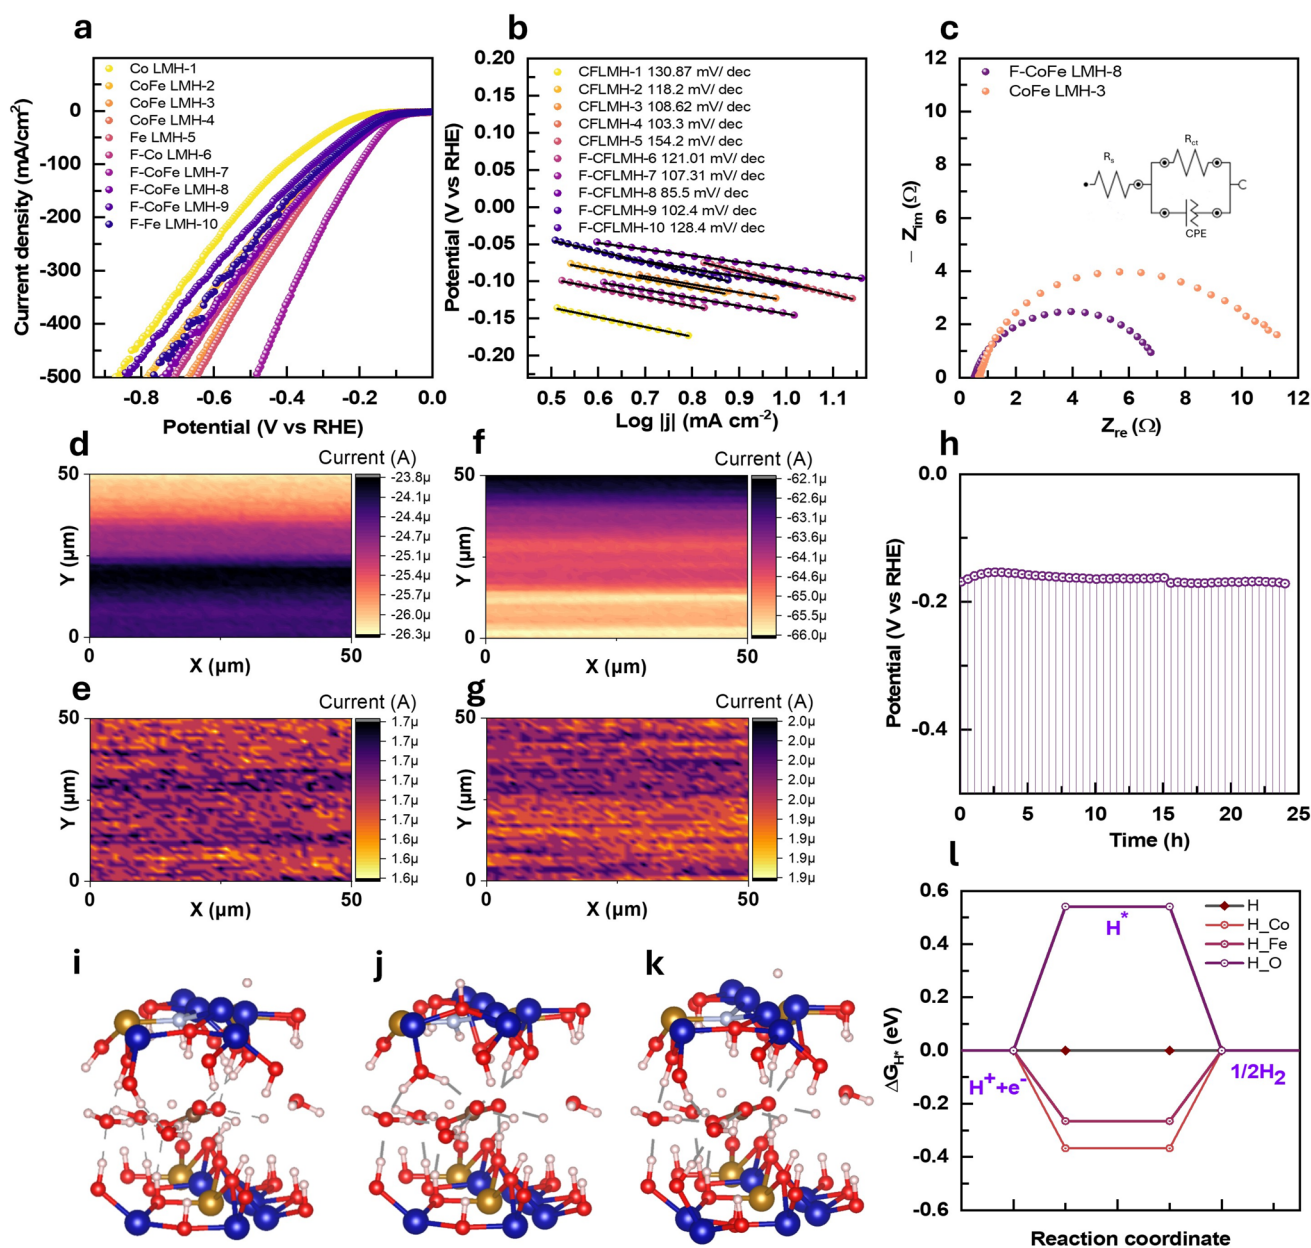 a
Current density (mA/cm²)
0
-100
-200
-300
-400
-500
Co LMH-1
CoFe LMH-2
CoFe LMH-3
CoFe LMH-4
Fe LMH-5
F-Co LMH-6
F-CoFe LMH-7
F-CoFe LMH-8
F-CoFe LMH-9
F-Fe LMH-10
-0.8 -0.6 -0.4 -0.2 0.0
Potential (V vs RHE)
b
Potential (V vs RHE)
0.20
0.15
0.10
0.05
0.00
-0.05
-0.10
-0.15
-0.20
CFLMH-1 130.87 mV/ dec
CFLMH-2 118.2 mV/ dec
CFLMH-3 108.62 mV/ dec
CFLMH-4 103.3 mV/ dec
CFLMH-5 154.2 mV/ dec
F-CFLMH-6 121.01 mV/ dec
F-CFLMH-7 107.31 mV/ dec
F-CFLMH-8 85.5 mV/ dec
F-CFLMH-9 102.4 mV/ dec
F-CFLMH-10 128.4 mV/ dec
0.5 0.6 0.7 0.8 0.9 1.0 1.1
Log |j| (mA cm⁻²)
c
− Zim (Ω)
12
10
8
6
4
2
0
F-CoFe LMH-8
CoFe LMH-3
Rs
Rct
CPE
0 2 4 6 8 10 12
Zre (Ω)
d
Current (A)
50
Y (µm)
0
0 50
X (µm)
-23.8µ
-24.1µ
-24.4µ
-24.7µ
-25.1µ
-25.4µ
-25.7µ
-26.0µ
-26.3µ
f
Current (A)
50
Y (µm)
0
0 50
X (µm)
-62.1µ
-62.6µ
-63.1µ
-63.6µ
-64.1µ
-64.6µ
-65.0µ
-65.5µ
-66.0µ
h
Potential (V vs RHE)
0.0
-0.2
-0.4
0 5 10 15 20 25
Time (h)
e
Current (A)
50
Y (µm)
0
0 50
X (µm)
1.7µ
1.7µ
1.7µ
1.7µ
1.7µ
1.7µ
1.6µ
1.6µ
1.6µ
g
Current (A)
50
Y (µm)
0
0 50
X (µm)
2.0µ
2.0µ
2.0µ
2.0µ
2.0µ
2.0µ
1.9µ
1.9µ
1.9µ
i
j
k
l
ΔGH* (eV)
0.6
0.4
0.2
0.0
-0.2
-0.4
-0.6
H
H_Co
H_Fe
H_O
H*
H⁺+e⁻
1/2H₂
Reaction coordinate